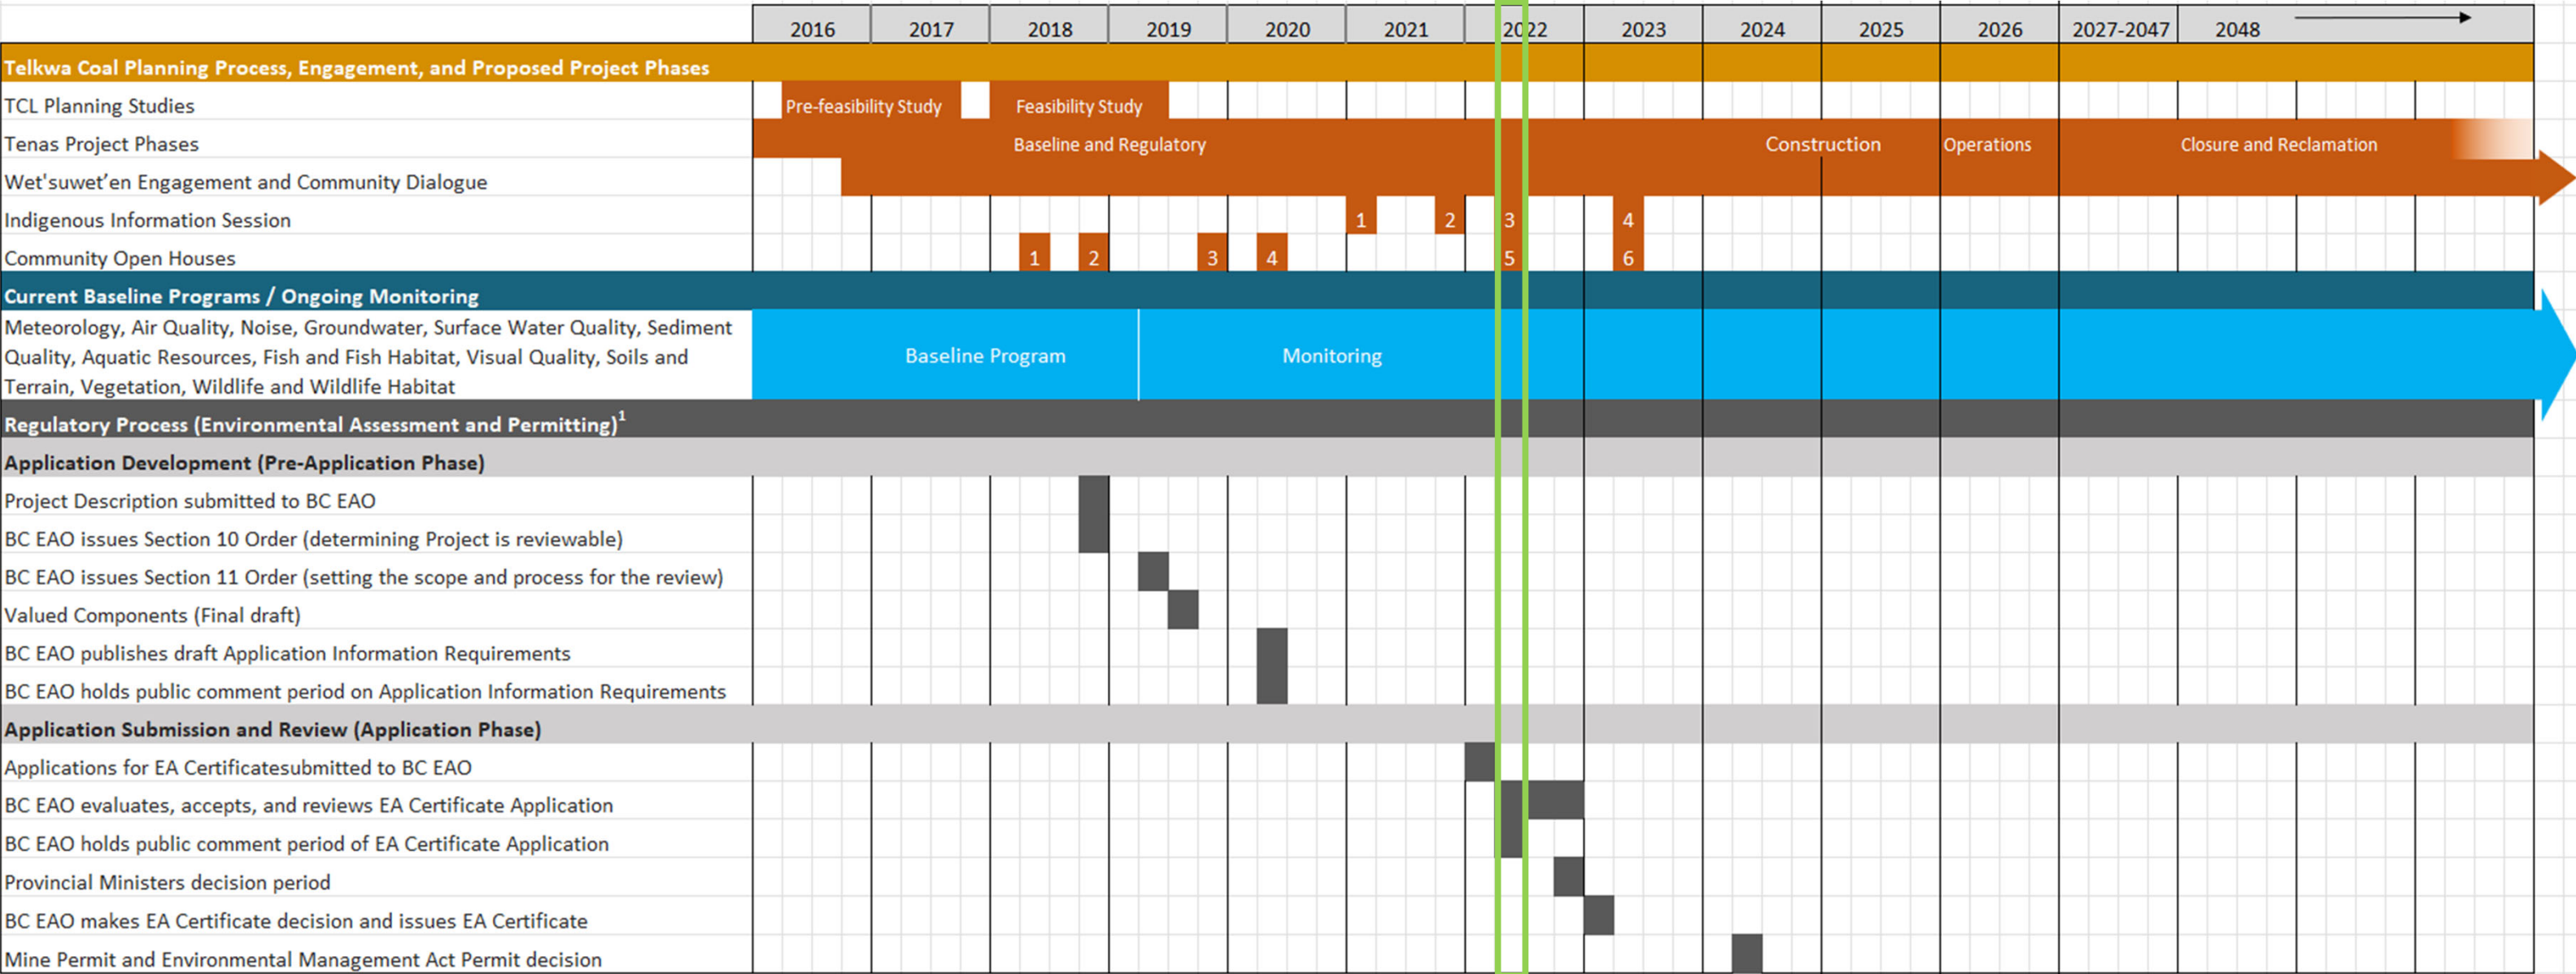 2016 2017 2018 2019 2020 2021 2022 2023 2024 2025 2026 2027-2047 2048
Telkwa Coal Planning Process, Engagement, and Proposed Project Phases
TCL Planning Studies Pre-feasibility Study Feasibility Study
Tenas Project Phases Baseline and Regulatory Construction Operations Closure and Reclamation
Wet'suwet’en Engagement and Community Dialogue
Indigenous Information Session 1 2 3 4
Community Open Houses 1 2 3 4 5 6
Current Baseline Programs / Ongoing Monitoring
Meteorology, Air Quality, Noise, Groundwater, Surface Water Quality, Sediment
Quality, Aquatic Resources, Fish and Fish Habitat, Visual Quality, Soils and
Terrain, Vegetation, Wildlife and Wildlife Habitat
Baseline Program Monitoring
Regulatory Process (Environmental Assessment and Permitting)¹
Application Development (Pre-Application Phase)
Project Description submitted to BC EAO
BC EAO issues Section 10 Order (determining Project is reviewable)
BC EAO issues Section 11 Order (setting the scope and process for the review)
Valued Components (Final draft)
BC EAO publishes draft Application Information Requirements
BC EAO holds public comment period on Application Information Requirements
Application Submission and Review (Application Phase)
Applications for EA Certificatesubmitted to BC EAO
BC EAO evaluates, accepts, and reviews EA Certificate Application
BC EAO holds public comment period of EA Certificate Application
Provincial Ministers decision period
BC EAO makes EA Certificate decision and issues EA Certificate
Mine Permit and Environmental Management Act Permit decision